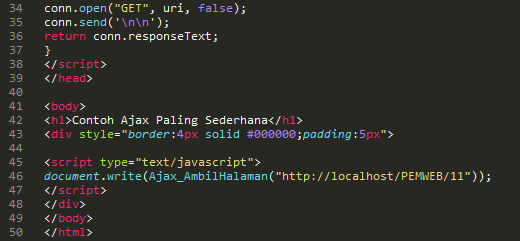 34 conn.open("GET", uri, false);
35 conn.send('\n\n');
36 return conn.responseText;
37 }
38 </script>
39 </head>
40
41 <body>
42 <h1>Contoh Ajax Paling Sederhana</h1>
43 <div style="border:4px solid #000000;padding:5px">
44
45 <script type="text/javascript">
46 document.write(Ajax_AmbilHalaman("http://localhost/PEMWEB/11"));
47 </script>
48 </div>
49 </body>
50 </html>